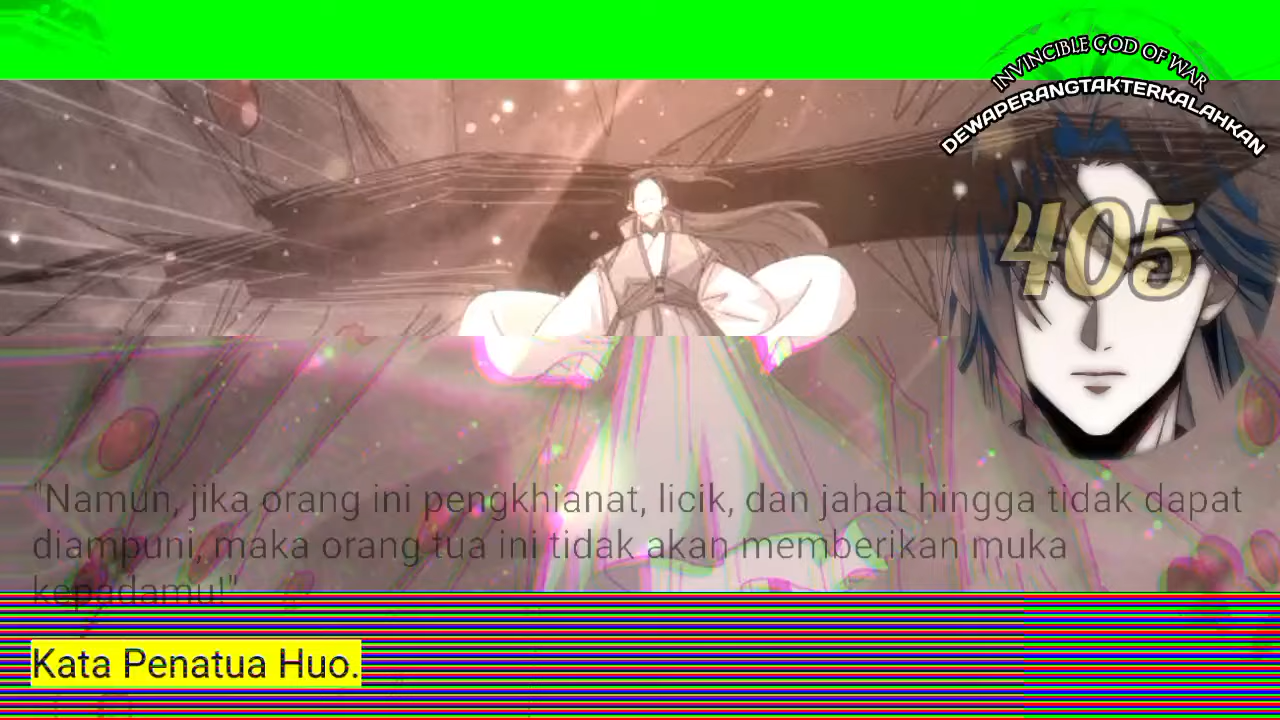 INVINCIBLE GOD OF WAR
DEWAPERANGTAKTERKALAHKAN
405
"Namun, jika orang ini pengkhianat, licik, dan jahat hingga tidak dapat
diampuni, maka orang tua ini tidak akan memberikan muka
kepadamu!"
Kata Penatua Huo.